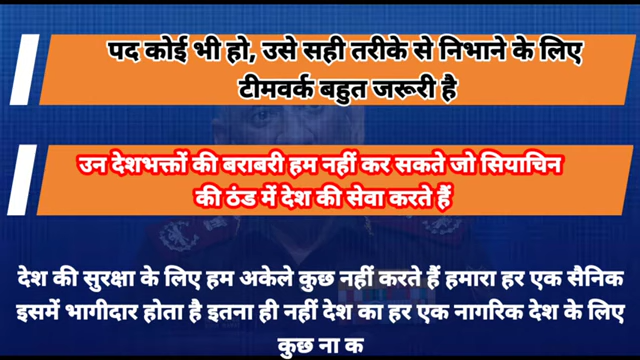 पद कोई भी हो, उसे सही तरीके से निभाने के लिए
टीमवर्क बहुत जरूरी है
उन देशभक्तों की बराबरी हम नहीं कर सकते जो सियाचिन
की ठंड में देश की सेवा करते हैं
देश की सुरक्षा के लिए हम अकेले कुछ नहीं करते हैं हमारा हर एक सैनिक
इसमें भागीदार होता है इतना ही नहीं देश का हर एक नागरिक देश के लिए
कुछ ना क